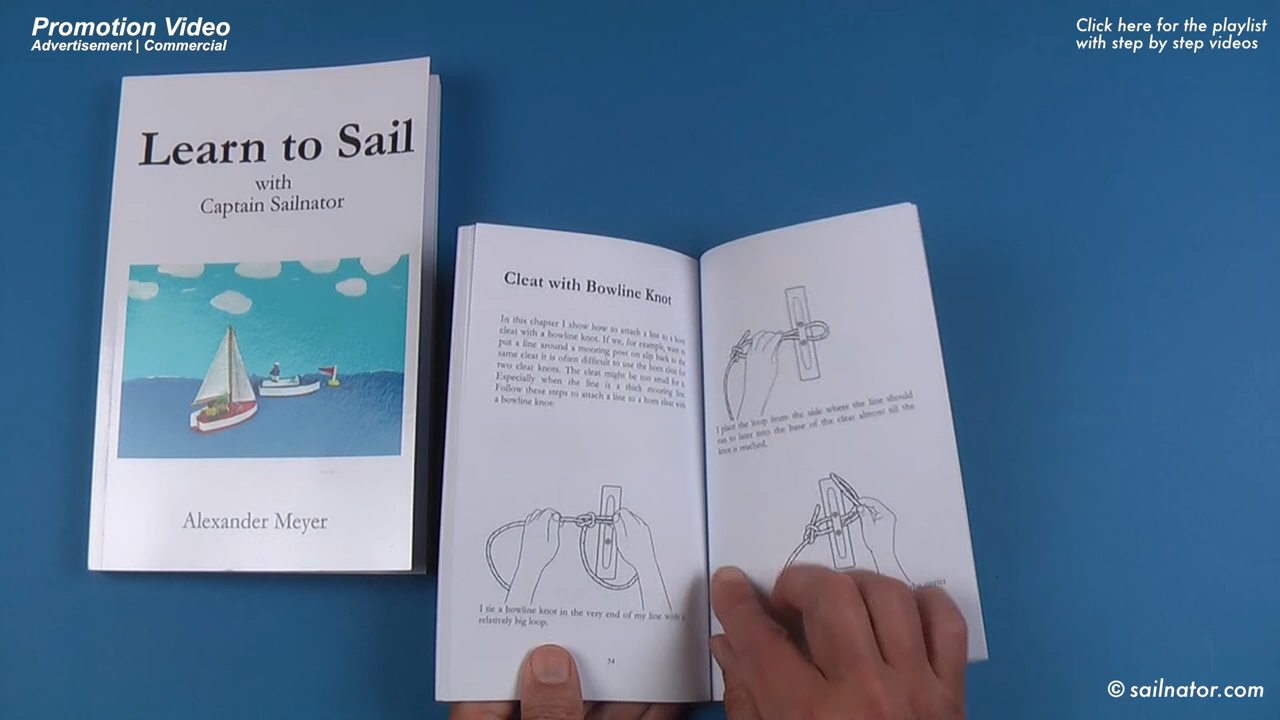 Promotion Video
Advertisement | Commercial
Click here for the playlist
with step by step videos
Learn to Sail
with
Captain Sailnator
Alexander Meyer
Cleat with Bowline Knot
In this chapter I show how to attach a line to a horn
cleat with a bowline knot. If we, for example, want to
put a line around a mooring post on slip back to the
same cleat it is often difficult to use the horn cleat for
two cleat knots. The cleat might be too small for it.
Especially when the line is a thick mooring line.
Follow these steps to attach a line to a horn cleat with
a bowline knot:
I tie a bowline knot in the very end of my line with a
relatively big loop.
54
I place the loop from the side where the line should
run to later into the base of the cleat almost till the
knot is reached.
the upper
© sailnator.com